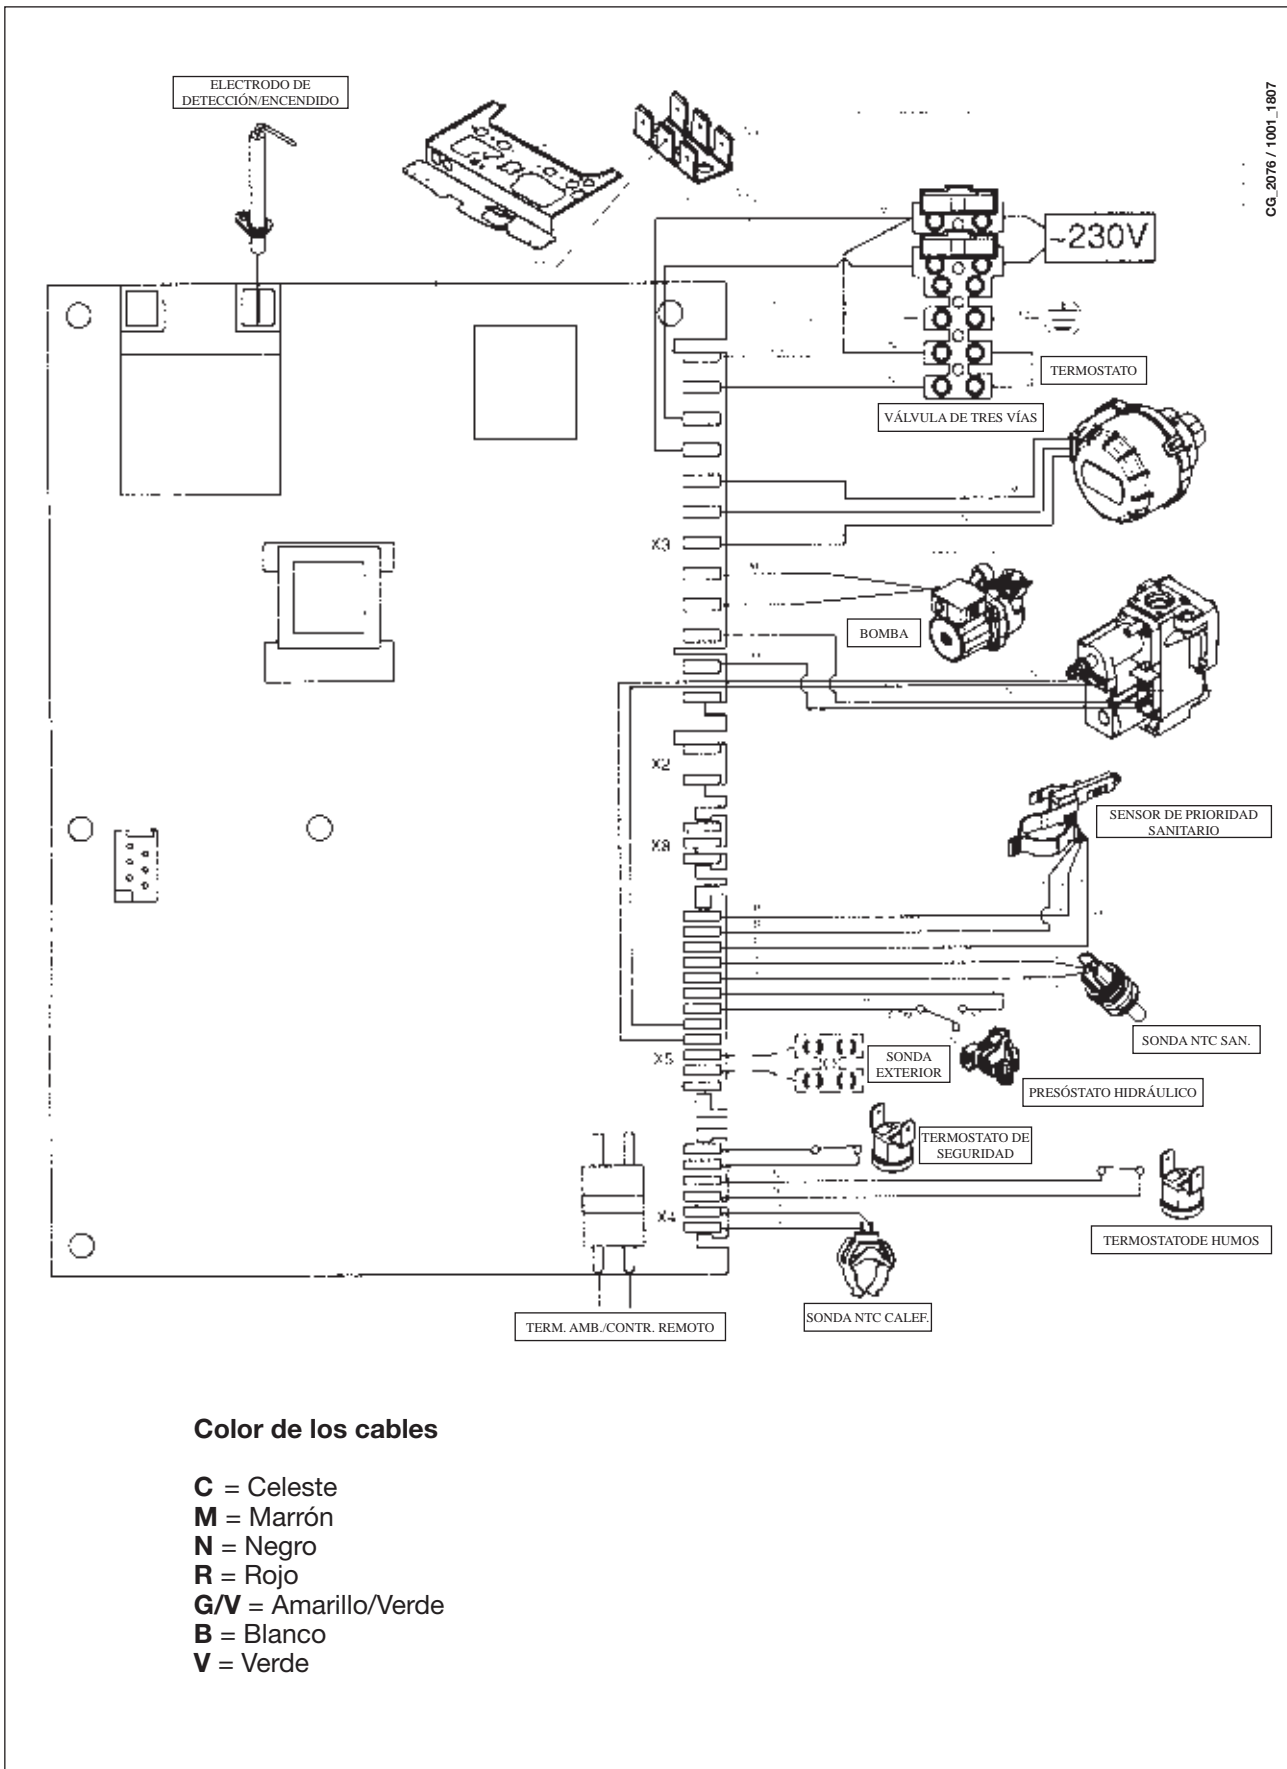 CG_2076 / 1001_1807
ELECTRODO DE
DETECCIÓN/ENCENDIDO
~230V
TERMOSTATO
VÁLVULA DE TRES VÍAS
X3
BOMBA
X2
SENSOR DE PRIORIDAD
SANITARIO
X8
SONDA NTC SAN.
X5
SONDA
EXTERIOR
PRESÓSTATO HIDRÁULICO
TERMOSTATO DE
SEGURIDAD
X4
TERMOSTATODE HUMOS
SONDA NTC CALEF.
TERM. AMB./CONTR. REMOTO
Color de los cables
C = Celeste
M = Marrón
N = Negro
R = Rojo
G/V = Amarillo/Verde
B = Blanco
V = Verde